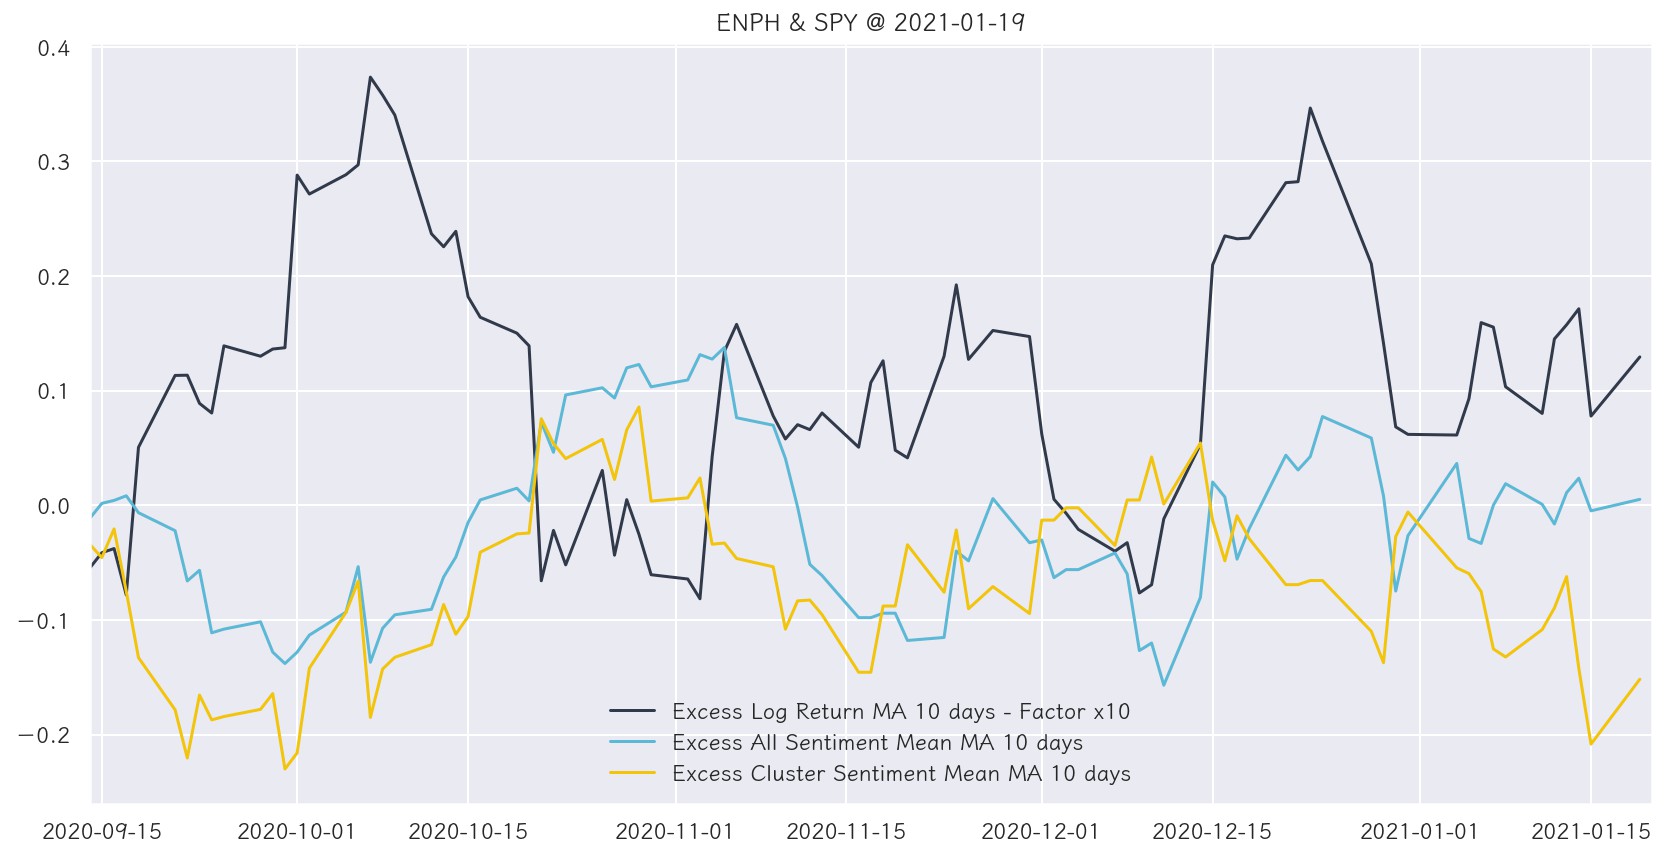 ENPH & SPY @ 2021-01-19
0.4
0.3
0.2
0.1
0.0
−0.1
−0.2
Excess Log Return MA 10 days - Factor x10
Excess All Sentiment Mean MA 10 days
Excess Cluster Sentiment Mean MA 10 days
2020-09-15 2020-10-01 2020-10-15 2020-11-01 2020-11-15 2020-12-01 2020-12-15 2021-01-01 2021-01-15